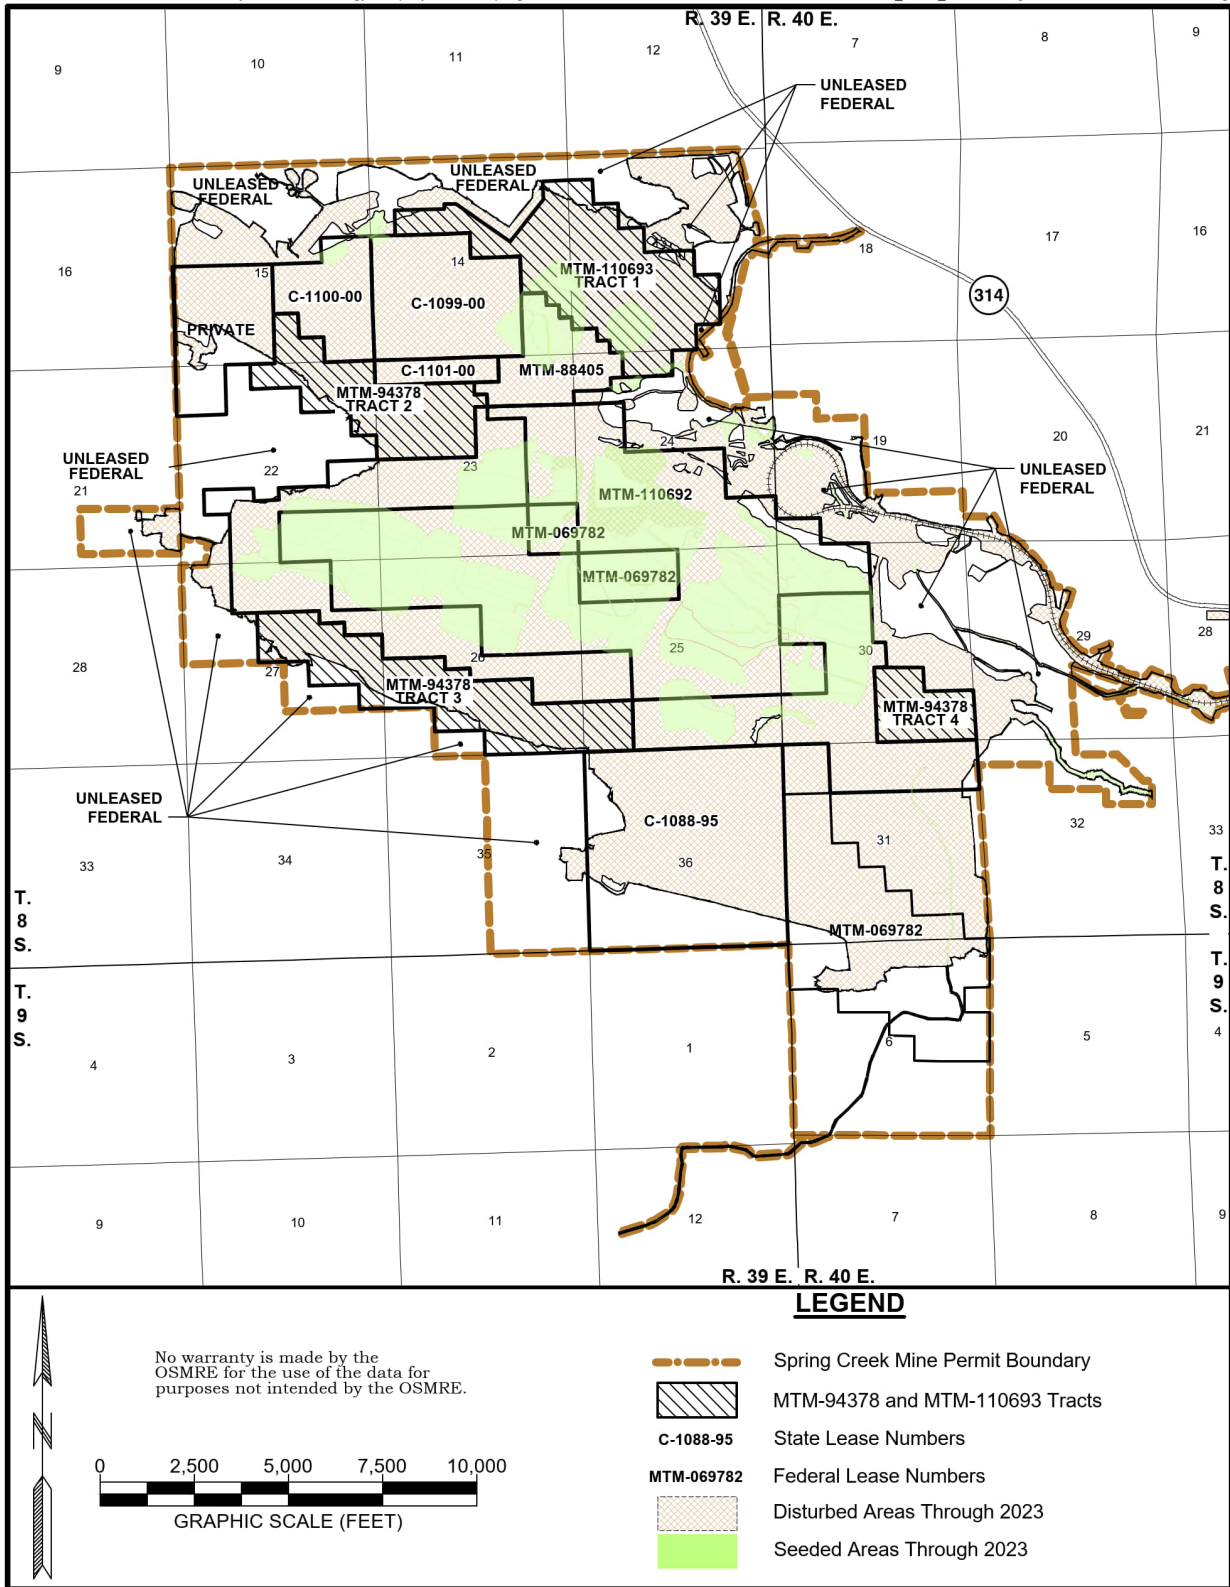 R. 39 E. R. 40 E.
9
10
11
12
7
8
9
UNLEASED
FEDERAL
UNLEASED
FEDERAL
UNLEASED
FEDERAL
16
15
14
18
17
16
MTM-110693
TRACT 1
C-1100-00
C-1099-00
314
PRIVATE
C-1101-00
MTM-88405
MTM-94378
TRACT 2
UNLEASED
FEDERAL
21
22
23
24
19
20
21
UNLEASED
FEDERAL
MTM-110692
MTM-069782
MTM-069782
28
27
26
25
30
29
28
MTM-94378
TRACT 3
MTM-94378
TRACT 4
UNLEASED
FEDERAL
C-1088-95
33
34
35
36
31
32
33
MTM-069782
T.
8
S.
T.
8
S.
T.
9
S.
T.
9
S.
4
3
2
1
6
5
4
9
10
11
12
7
8
9
R. 39 E. R. 40 E.
LEGEND
No warranty is made by the
OSMRE for the use of the data for
purposes not intended by the OSMRE.
0 2,500 5,000 7,500 10,000
GRAPHIC SCALE (FEET)
N
Spring Creek Mine Permit Boundary
MTM-94378 and MTM-110693 Tracts
C-1088-95 State Lease Numbers
MTM-069782 Federal Lease Numbers
Disturbed Areas Through 2023
Seeded Areas Through 2023